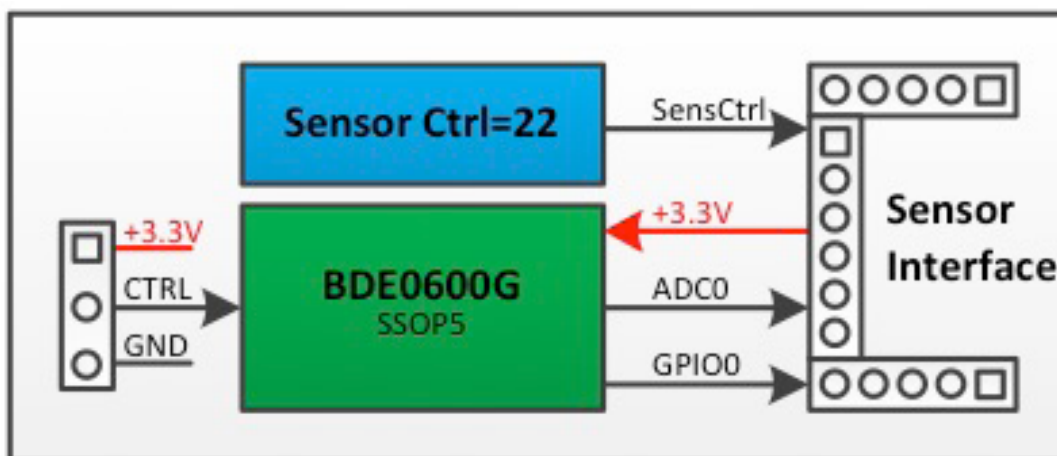 Sensor Ctrl=22
SensCtrl
+3.3V
CTRL
GND
BDE0600G
SSOP5
+3.3V
ADC0
GPIO0
Sensor
Interface